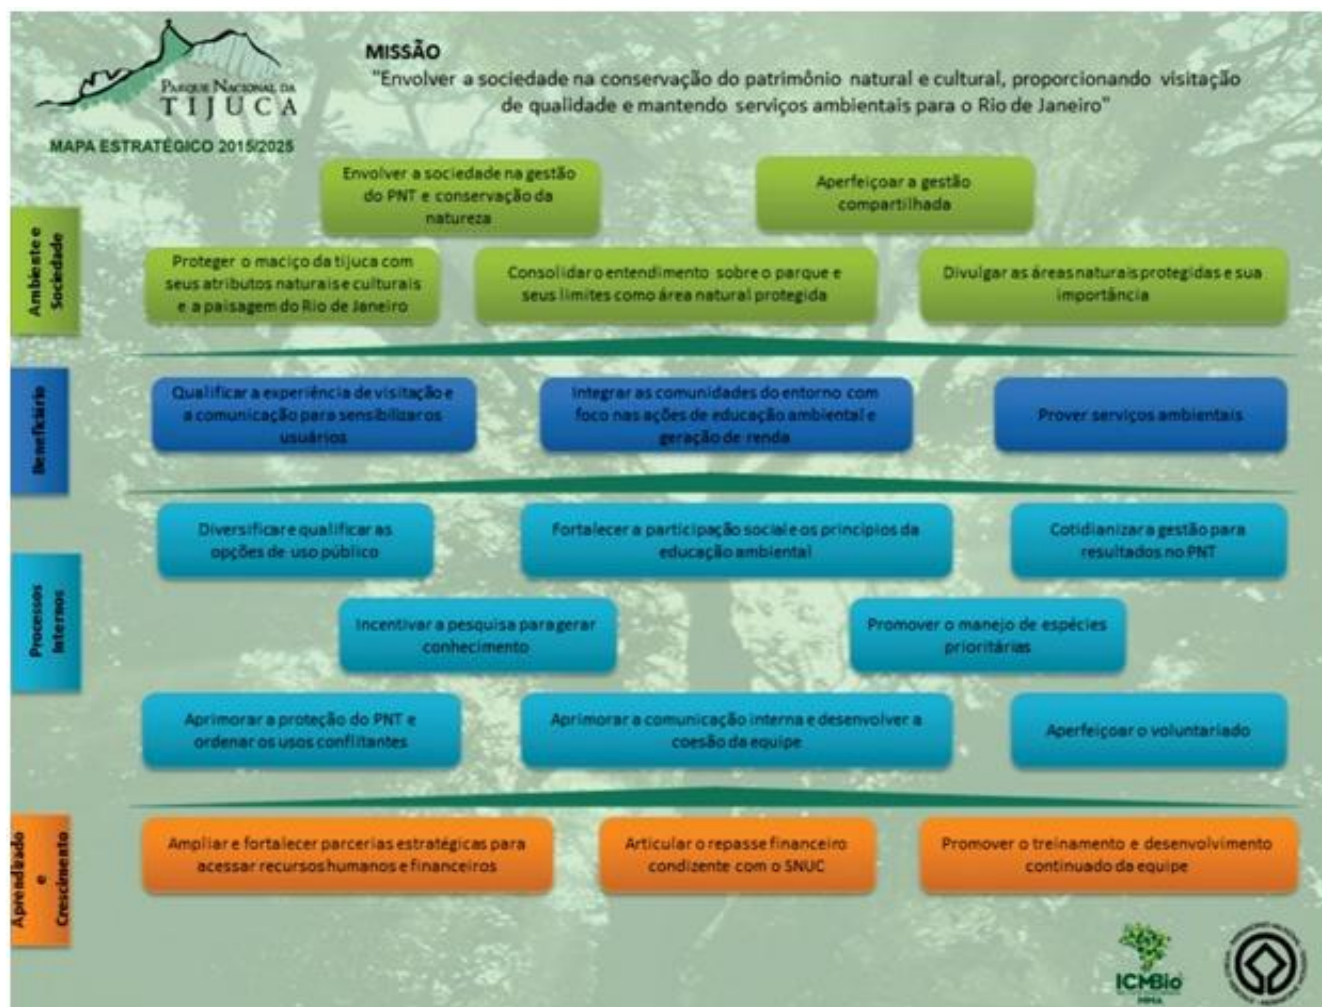 PARQUE NACIONAL DA
TIJUCA
MAPA ESTRATÉGICO 2015/2025
MISSÃO
"Envolver a sociedade na conservação do patrimônio natural e cultural, proporcionando visitação
de qualidade e mantendo serviços ambientais para o Rio de Janeiro"
Ambiente e
Sociedade
Envolver a sociedade na gestão
do PNT e conservação da
natureza
Aperfeiçoar a gestão
compartilhada
Proteger o maciço da tijuca com
seus atributos naturais e culturais
e a paisagem do Rio de Janeiro
Consolidar o entendimento sobre o parque e
seus limites como área natural protegida
Divulgar as áreas naturais protegidas e sua
importância
Beneficiário
Qualificar a experiência de visitação e
a comunicação para sensibilizar os
usuários
Integrar as comunidades do entorno com
foco nas ações de educação ambiental e
geração de renda
Prover serviços ambientais
Processos
Internos
Diversificar e qualificar as
opções de uso público
Fortalecer a participação social e os princípios da
educação ambiental
Cotidianizar a gestão para
resultados no PNT
Incentivar a pesquisa para gerar
conhecimento
Promover o manejo de espécies
prioritárias
Aprimorar a proteção do PNT e
ordenar os usos conflitantes
Aprimorar a comunicação interna e desenvolver a
coesão da equipe
Aperfeiçoar o voluntariado
Aprendizado
e
Crescimento
Ampliar e fortalecer parcerias estratégicas para
acessar recursos humanos e financeiros
Articular o repasse financeiro
condizente com o SNUC
Promover o treinamento e desenvolvimento
continuado da equipe
ICMBio
MMA